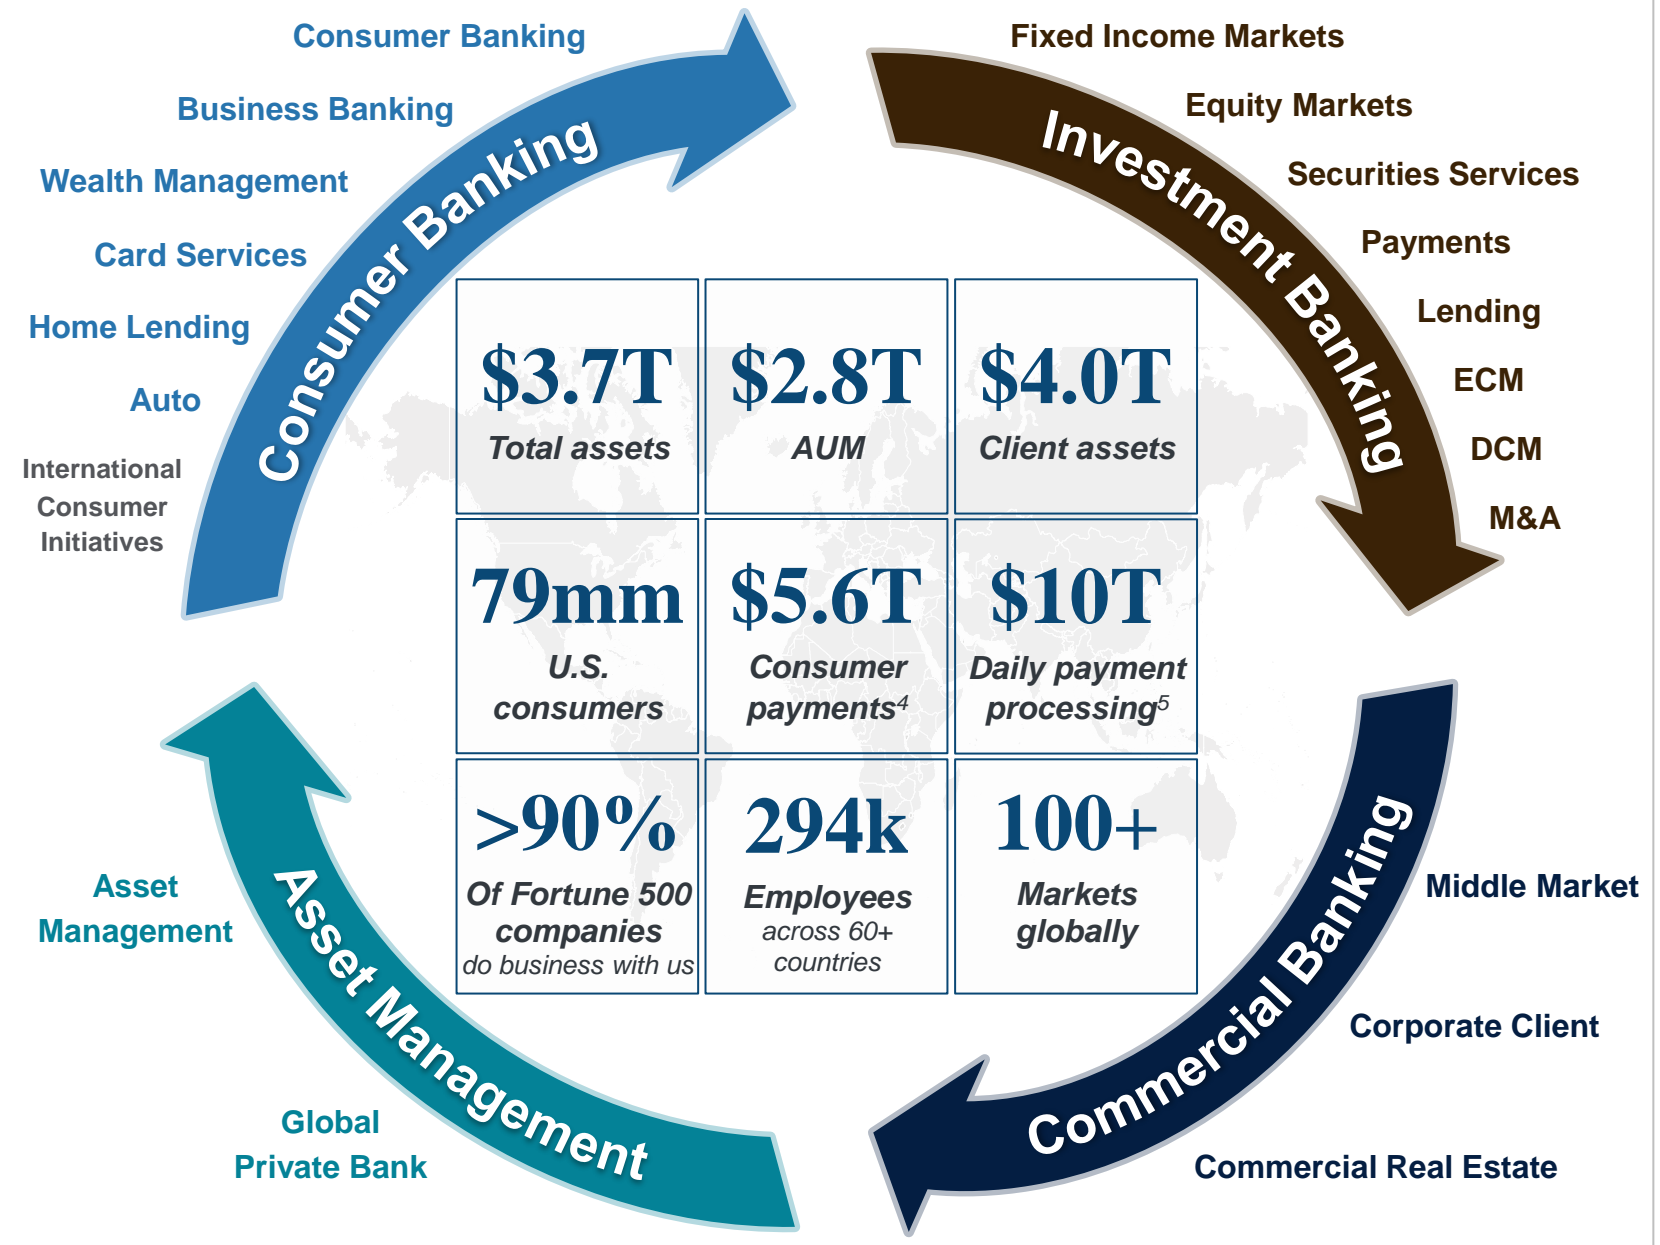 Consumer Banking
Business Banking
Wealth Management
Card Services
Home Lending
Auto
International
Consumer
Initiatives
Consumer Banking
Fixed Income Markets
Equity Markets
Securities Services
Payments
Lending
ECM
DCM
M&A
Investment Banking
$3.7T
Total assets
$2.8T
AUM
$4.0T
Client assets
79mm
U.S.
consumers
$5.6T
Consumer
payments4
$10T
Daily payment
processing5
>90%
Of Fortune 500
companies
do business with us
294k
Employees
across 60+
countries
100+
Markets
globally
Asset Management
Asset
Management
Global
Private Bank
Commercial Banking
Middle Market
Corporate Client
Commercial Real Estate